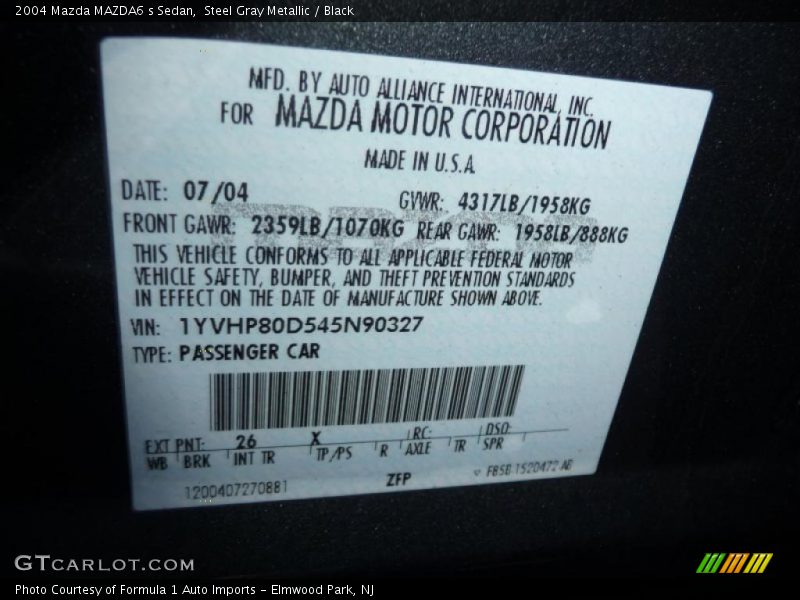 2004 Mazda MAZDA6 s Sedan, Steel Gray Metallic / Black
MFD. BY AUTO ALLIANCE INTERNATIONAL, INC.
FOR MAZDA MOTOR CORPORATION
MADE IN U.S.A.
DATE: 07/04 GVWR: 4317LB/1958KG
FRONT GAWR: 2359LB/1070KG REAR GAWR: 1958LB/888KG
THIS VEHICLE CONFORMS TO ALL APPLICABLE FEDERAL MOTOR
VEHICLE SAFETY, BUMPER, AND THEFT PREVENTION STANDARDS
IN EFFECT ON THE DATE OF MANUFACTURE SHOWN ABOVE.
VIN: 1YVHP80D545N90327
TYPE: PASSENGER CAR
EXT PNT: 26 X RC: DSO:
WB BRK INT TR TP/PS R AXLE TR SPR
1200407270881 ZFP F85B 1520472 AB
GTCARLOT.COM
Photo Courtesy of Formula 1 Auto Imports - Elmwood Park, NJ